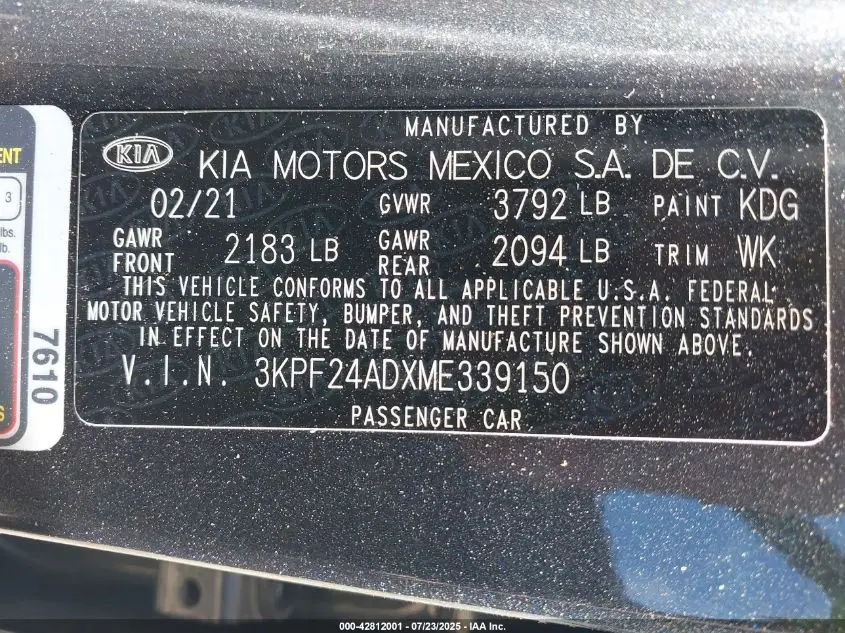 MANUFACTURED BY
KIA KIA MOTORS MEXICO S.A. DE C.V.
02/21 GVWR 3792 LB PAINT KDG
GAWR FRONT 2183 LB GAWR REAR 2094 LB TRIM WK
THIS VEHICLE CONFORMS TO ALL APPLICABLE U.S.A. FEDERAL
MOTOR VEHICLE SAFETY, BUMPER, AND THEFT PREVENTION STANDARDS
IN EFFECT ON THE DATE OF MANUFACTURE SHOWN ABOVE.
V.I.N. 3KPF24ADXME339150
PASSENGER CAR
3
lbs.
lb.
7610
000-42812001 - 07/23/2025 - IAA Inc.